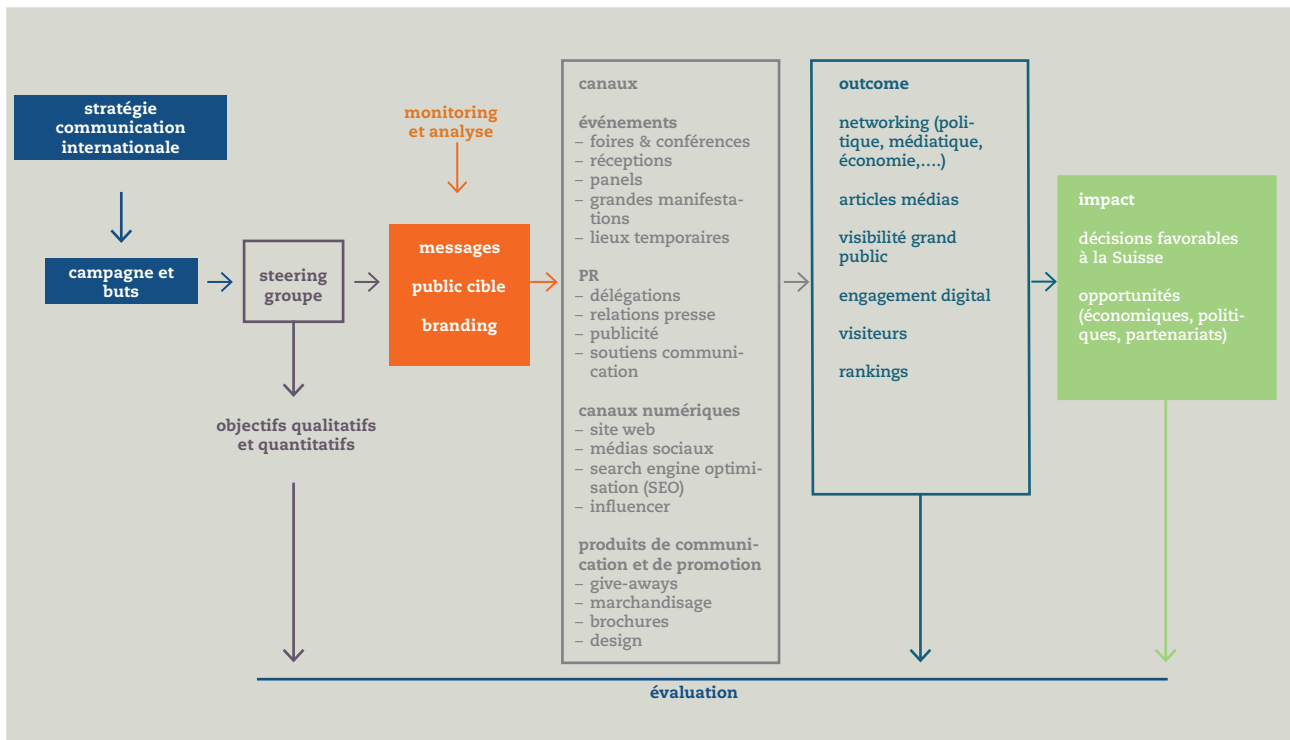 stratégie
communication
internationale
campagne et
buts
steering
groupe
objectifs qualitatifs
et quantitatifs
monitoring
et analyse
messages
public cible
branding
canaux
événements
– foires & conférences
– réceptions
– panels
– grandes manifesta-
tions
– lieux temporaires
PR
– délégations
– relations presse
– publicité
– soutiens communi-
cation
canaux numériques
– site web
– médias sociaux
– search engine optimi-
sation (SEO)
– influencer
produits de communi-
cation et de promotion
– give-aways
– marchandisage
– brochures
– design
outcome
networking (poli-
tique, médiatique,
économie,....)
articles médias
visibilité grand
public
engagement digital
visiteurs
rankings
impact
décisions favorables
à la Suisse
opportunités
(économiques, politi-
ques, partenariats)
évaluation